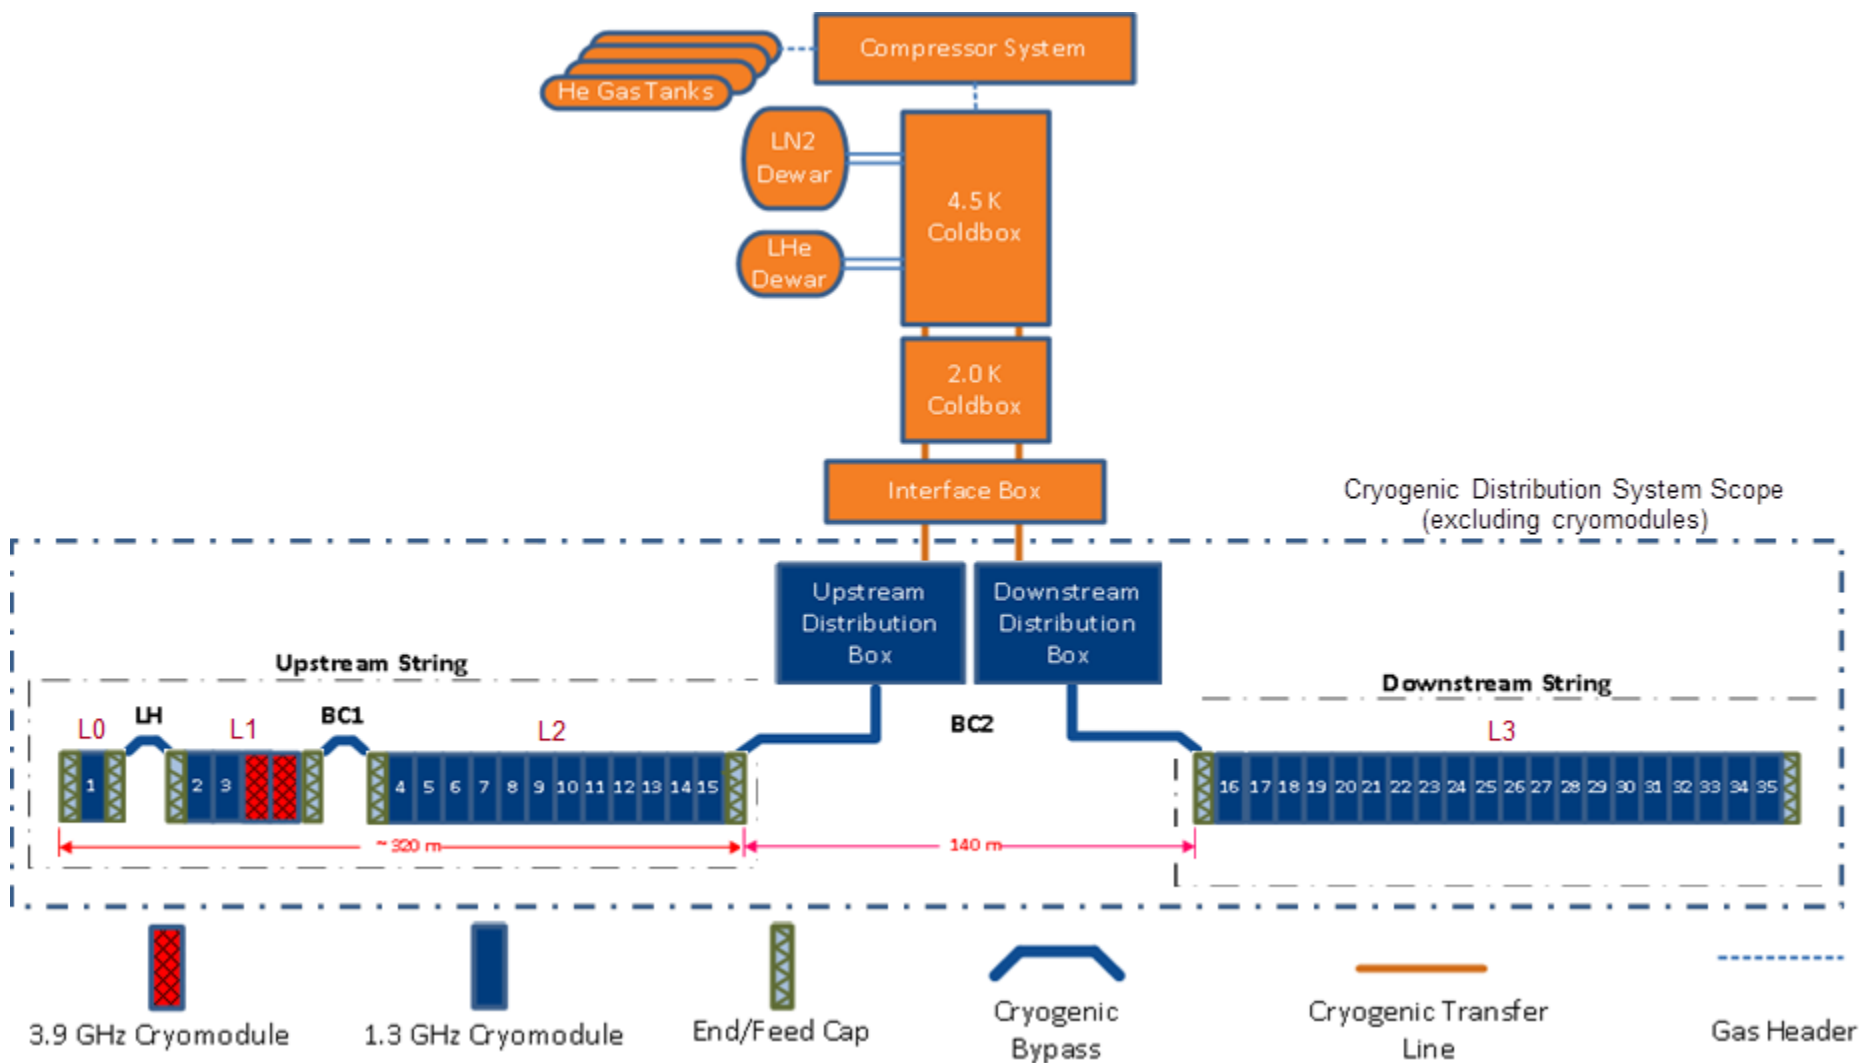 Compressor System
He Gas Tanks
LN2
Dewar
4.5 K
Coldbox
LHe
Dewar
2.0 K
Coldbox
Interface Box
Cryogenic Distribution System Scope
(excluding cryomodules)
Upstream
Distribution
Box
Downstream
Distribution
Box
Upstream String
Downstream String
L0
LH
L1
BC1
L2
BC2
L3
1
2 3
4 5 6 7 8 9 10 11 12 13 14 15
16 17 18 19 20 21 22 23 24 25 26 27 28 29 30 31 32 33 34 35
~ 320 m
140 m
3.9 GHz Cryomodule
1.3 GHz Cryomodule
End/Feed Cap
Cryogenic
Bypass
Cryogenic Transfer
Line
Gas Header